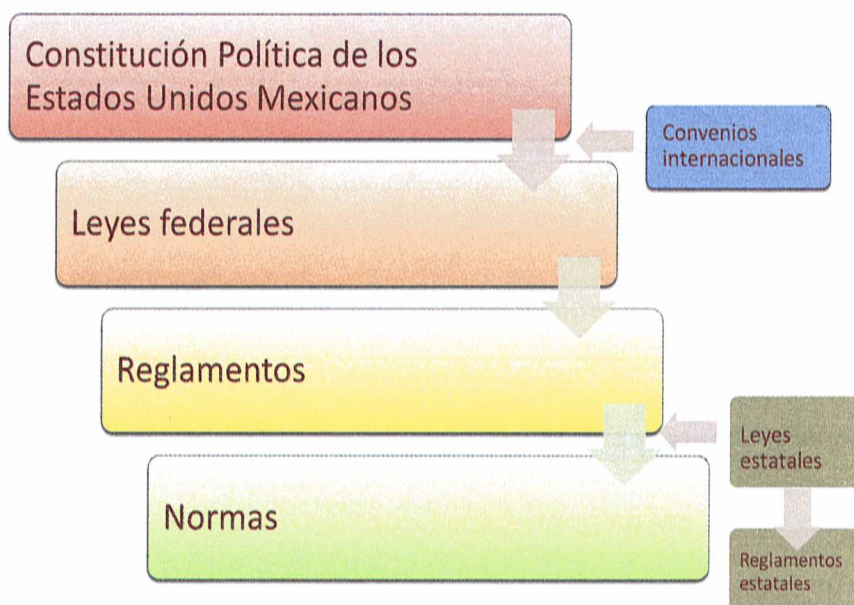 Constitución Política de los
Estados Unidos Mexicanos
Convenios
internacionales
Leyes federales
Reglamentos
Leyes
estatales
Normas
Reglamentos
estatales